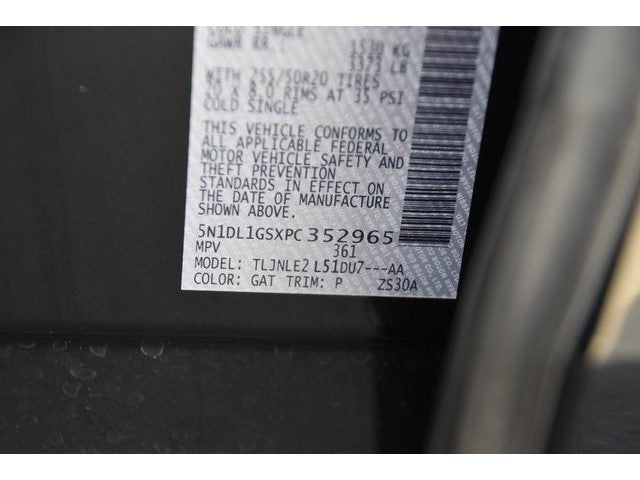 GAWR RR. : 1530 KG
3373 LB
WITH 255/50R20 TIRES
20 X 8.0 RIMS AT 35 PSI
COLD SINGLE
THIS VEHICLE CONFORMS TO
ALL APPLICABLE FEDERAL
MOTOR VEHICLE SAFETY AND
THEFT PREVENTION
STANDARDS IN EFFECT ON
THE DATE OF MANUFACTURE
SHOWN ABOVE.
5N1DL1GSXPC352965
MPV 361
MODEL: TLJNLE2 L51DU7---AA
COLOR: GAT TRIM: P ZS30A